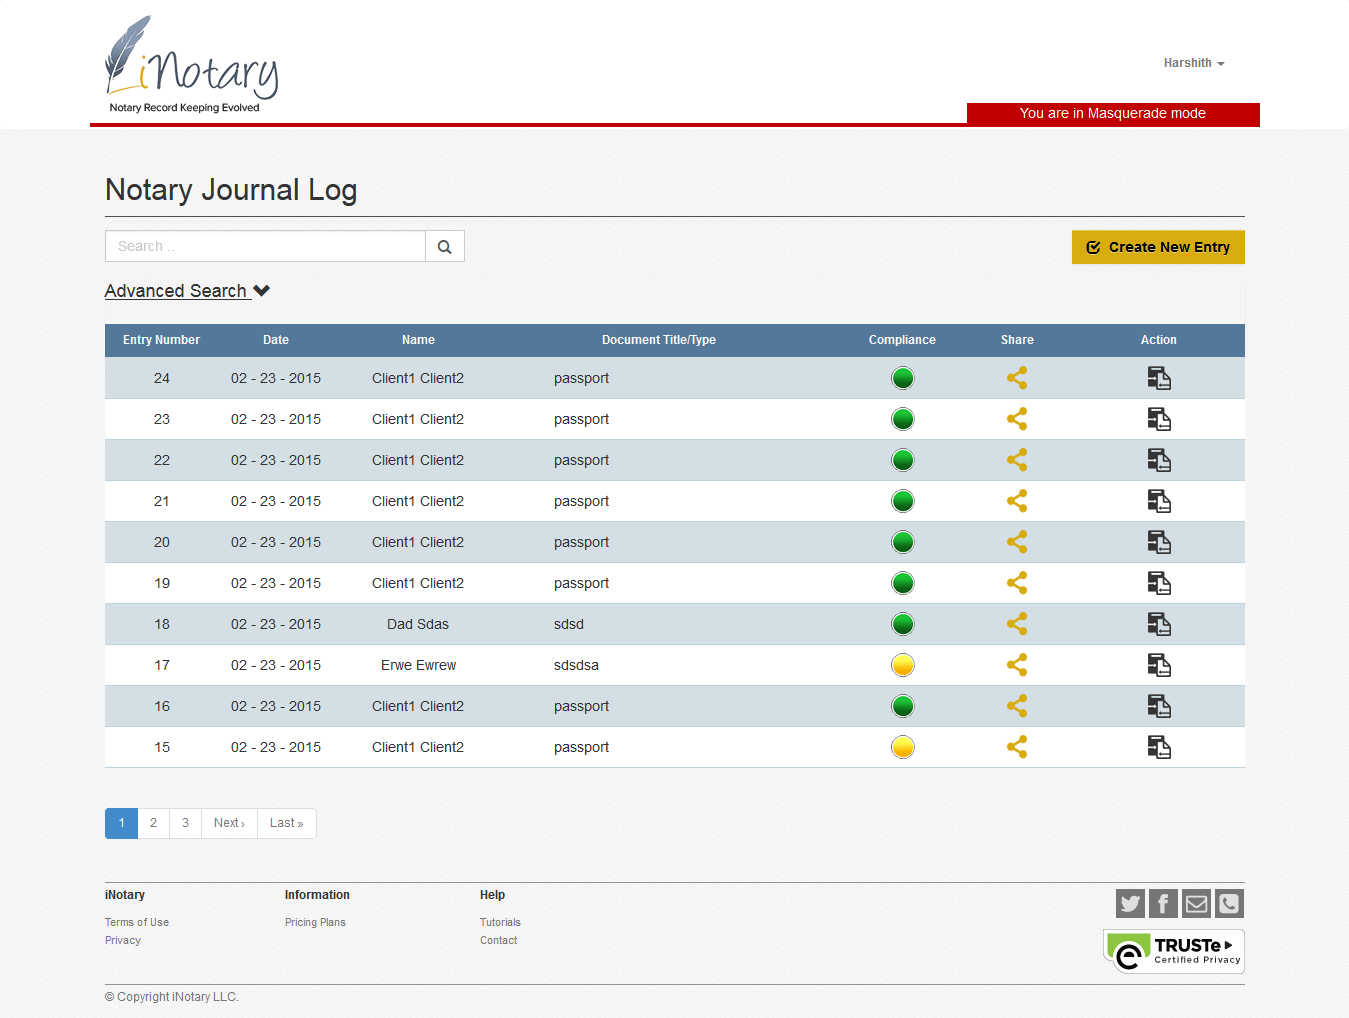 iNotary
Notary Record Keeping Evolved
Harshith
You are in Masquerade mode
Notary Journal Log
Search ..
Create New Entry
Advanced Search
Entry Number Date Name Document Title/Type Compliance Share Action
24 02 - 23 - 2015 Client1 Client2 passport
23 02 - 23 - 2015 Client1 Client2 passport
22 02 - 23 - 2015 Client1 Client2 passport
21 02 - 23 - 2015 Client1 Client2 passport
20 02 - 23 - 2015 Client1 Client2 passport
19 02 - 23 - 2015 Client1 Client2 passport
18 02 - 23 - 2015 Dad Sdas sdsd
17 02 - 23 - 2015 Erwe Ewrew sdsdsa
16 02 - 23 - 2015 Client1 Client2 passport
15 02 - 23 - 2015 Client1 Client2 passport
1 2 3 Next › Last »
iNotary Information Help
Terms of Use Pricing Plans Tutorials
Privacy Contact
TRUSTe
Certified Privacy
© Copyright iNotary LLC.